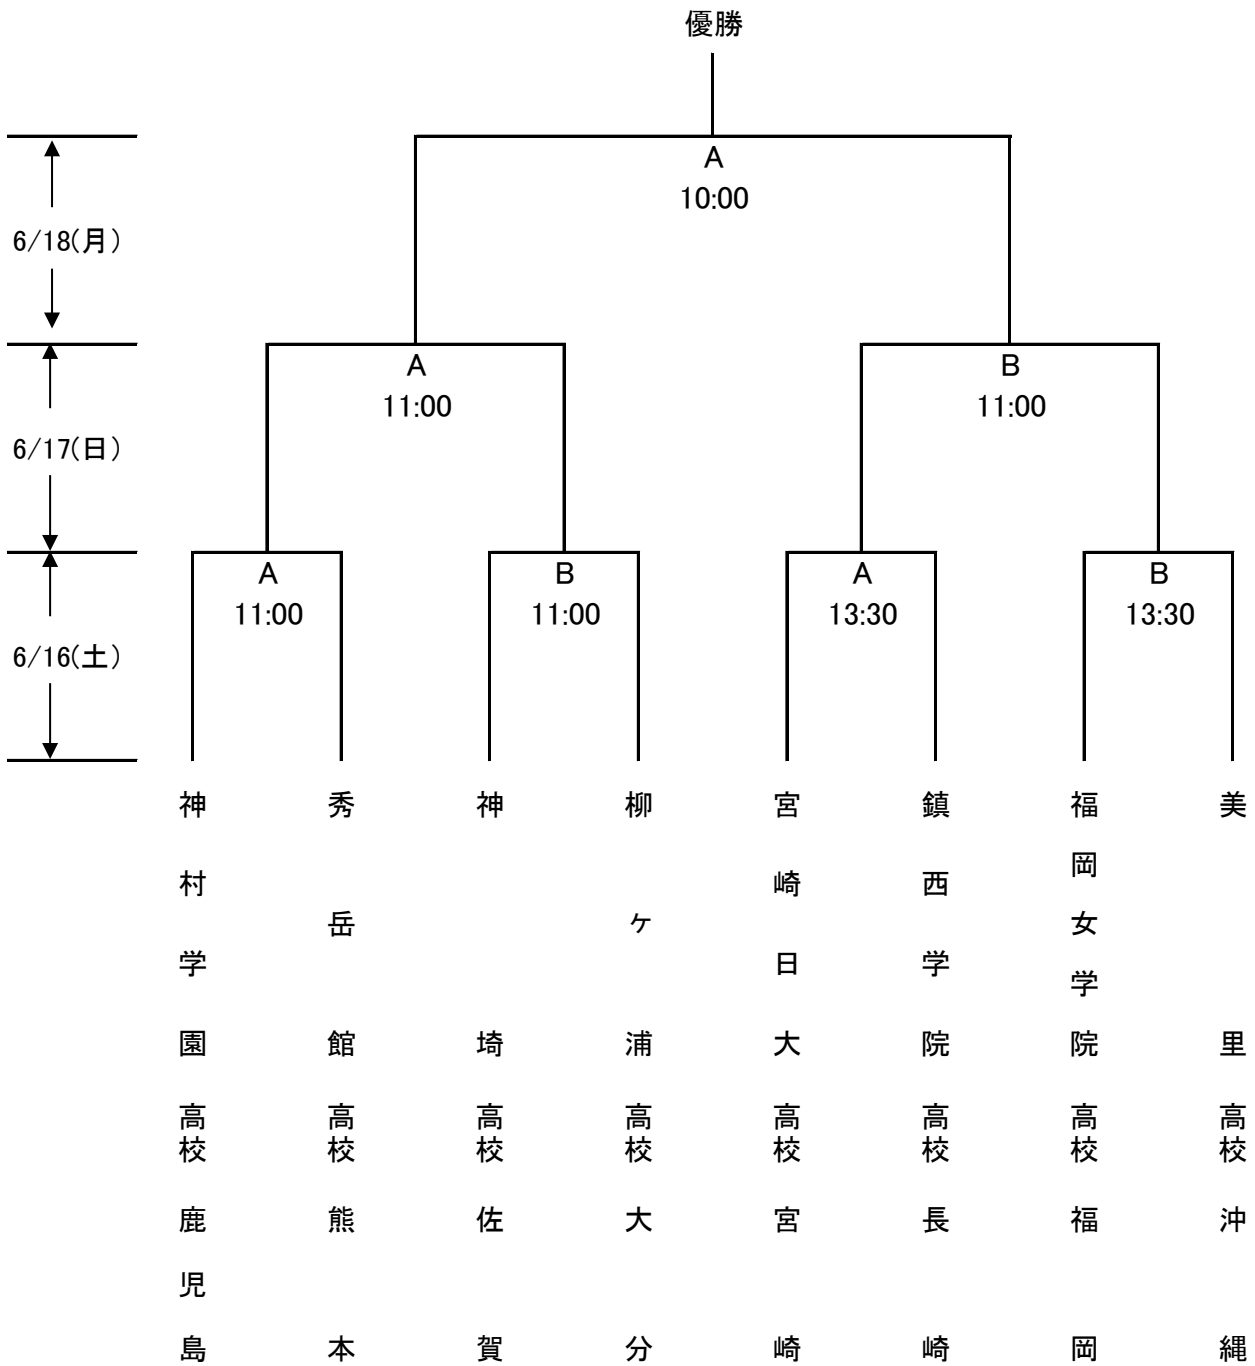 優勝
A
10:00
6/18(月)
A
11:00
B
11:00
6/17(日)
A
11:00
B
11:00
A
13:30
B
13:30
6/16(土)
神村学園高校鹿児島
秀岳館高校熊本
神埼高校佐賀
柳ヶ浦高校大分
宮崎日大高校宮崎
鎮西学院高校長崎
福岡女学院高校福岡
美里高校沖縄